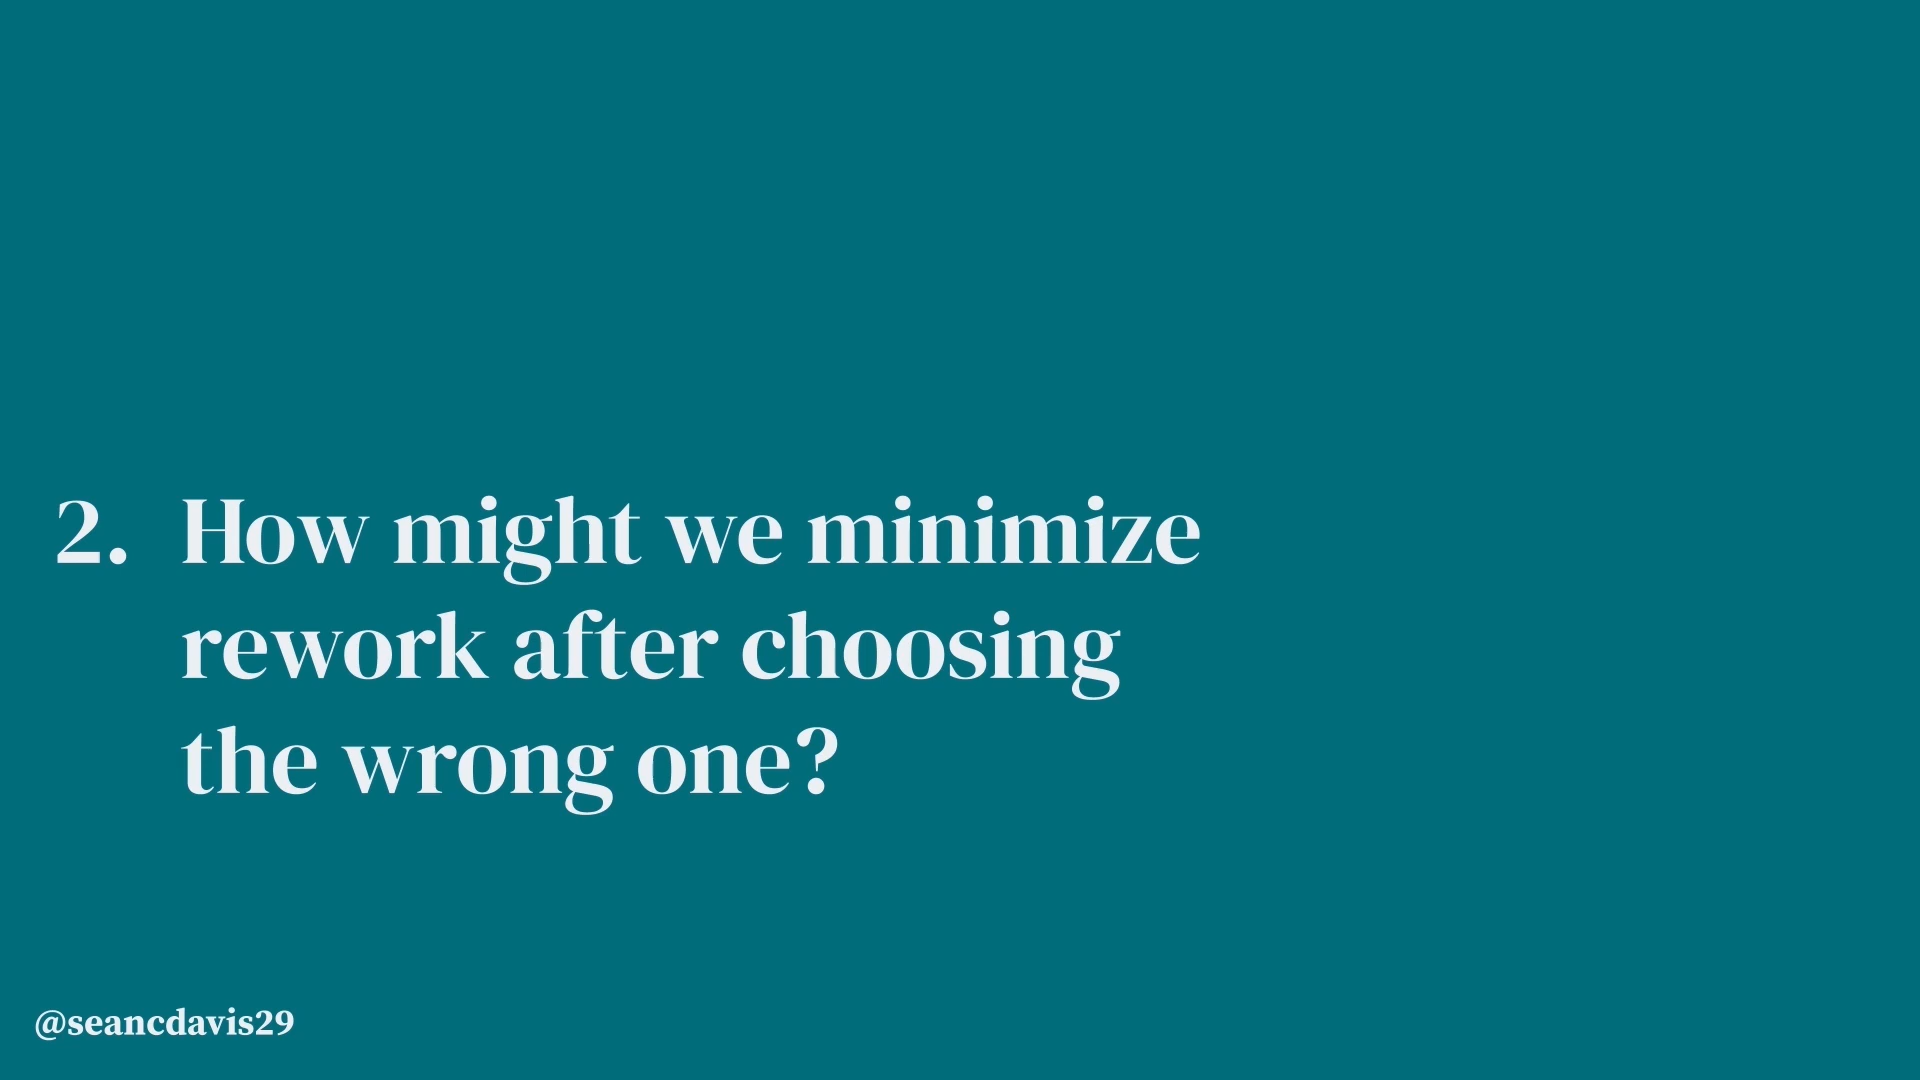 2. How might we minimize
rework after choosing
the wrong one?
@seancdavis29